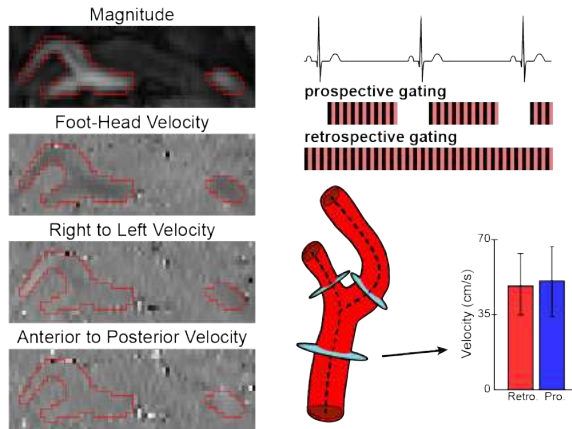 Magnitude
Foot-Head Velocity
Right to Left Velocity
Anterior to Posterior Velocity
prospective gating
retrospective gating
Velocity (cm/s)
70
35
0
Retro.
Pro.